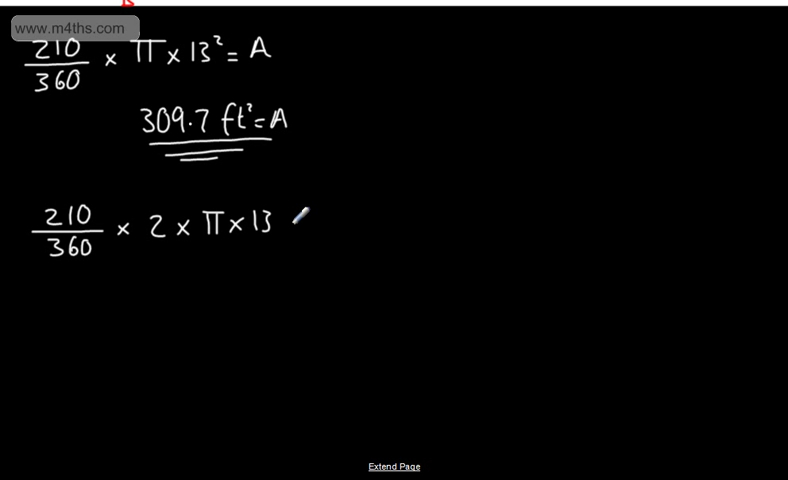 www.m4ths.com
210/360 × π × 13² = A
309.7 ft² = A
210/360 × 2 × π × 13
Extend Page